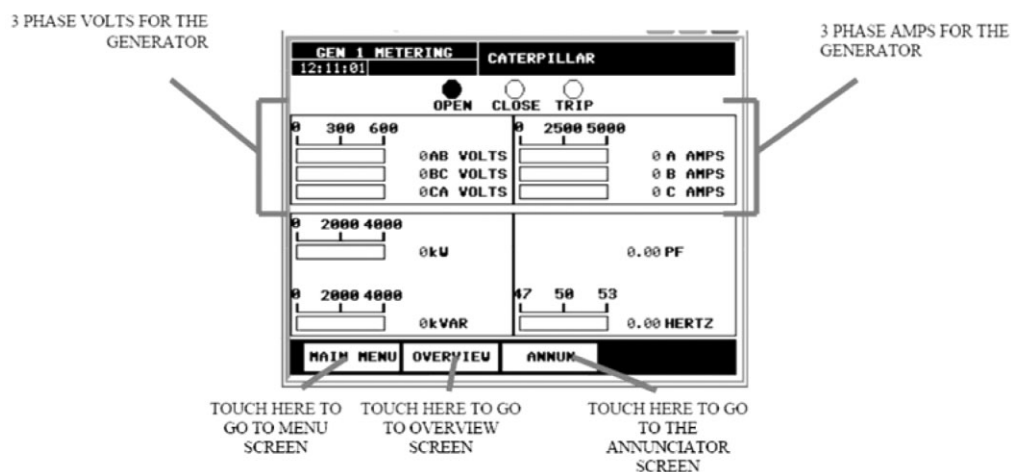 3 PHASE VOLTS FOR THE
GENERATOR
3 PHASE AMPS FOR THE
GENERATOR
GEN 1 METERING
CATERPILLAR
12:11:01
OPEN CLOSE TRIP
0 300 600
0 2500 5000
0AB VOLTS
0 A AMPS
0BC VOLTS
0 B AMPS
0CA VOLTS
0 C AMPS
0 2000 4000
0kW
0.00 PF
0 2000 4000
47 50 53
0kVAR
0.00 HERTZ
MAIN MENU
OVERVIEW
ANNUN
TOUCH HERE TO
GO TO MENU
SCREEN
TOUCH HERE TO GO
TO OVERVIEW
SCREEN
TOUCH HERE TO GO
TO THE
ANNUNCIATOR
SCREEN